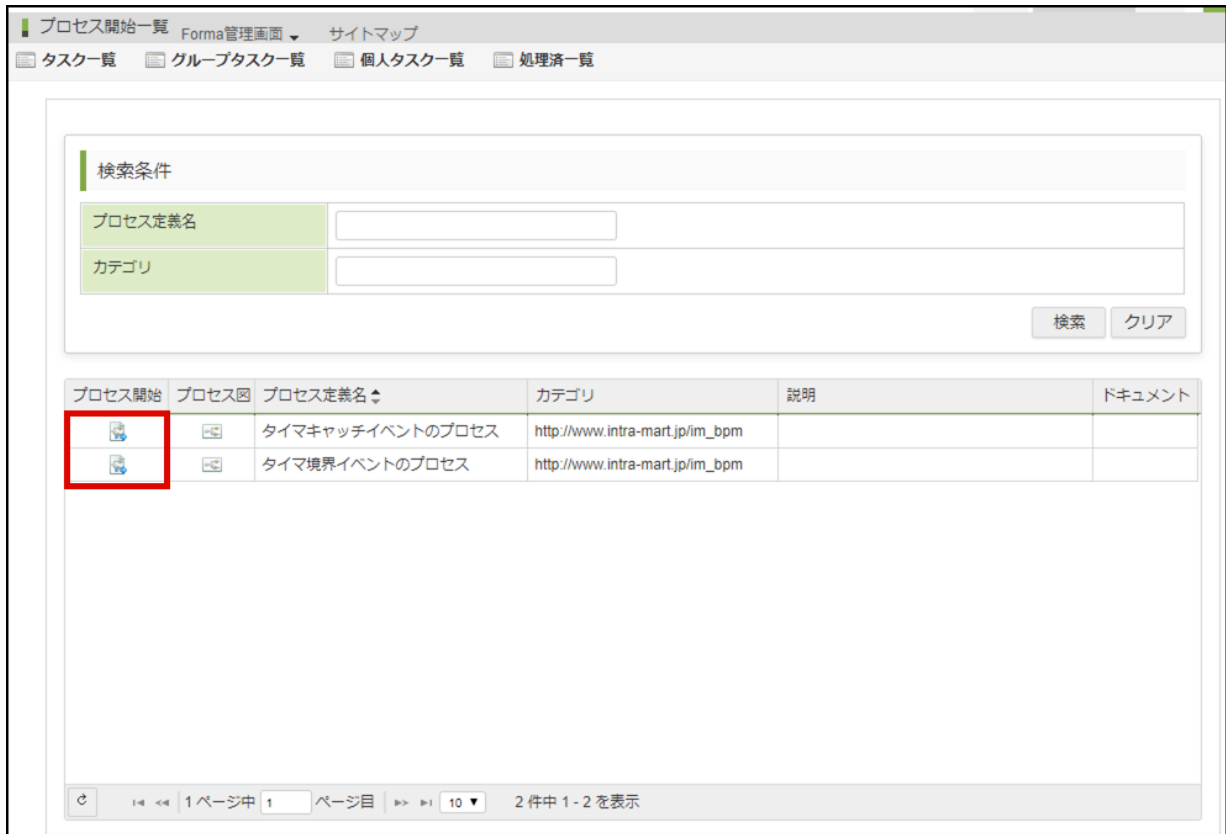 プロセス開始一覧 Forma管理画面 サイトマップ
タスク一覧 グループタスク一覧 個人タスク一覧 処理済一覧
検索条件
プロセス定義名
カテゴリ
検索 クリア
プロセス開始 プロセス図 プロセス定義名 カテゴリ 説明 ドキュメント
タイマキャッチイベントのプロセス http://www.intra-mart.jp/im_bpm
タイマ境界イベントのプロセス http://www.intra-mart.jp/im_bpm
1 ページ中 1 ページ目 10 2 件中 1 - 2 を表示